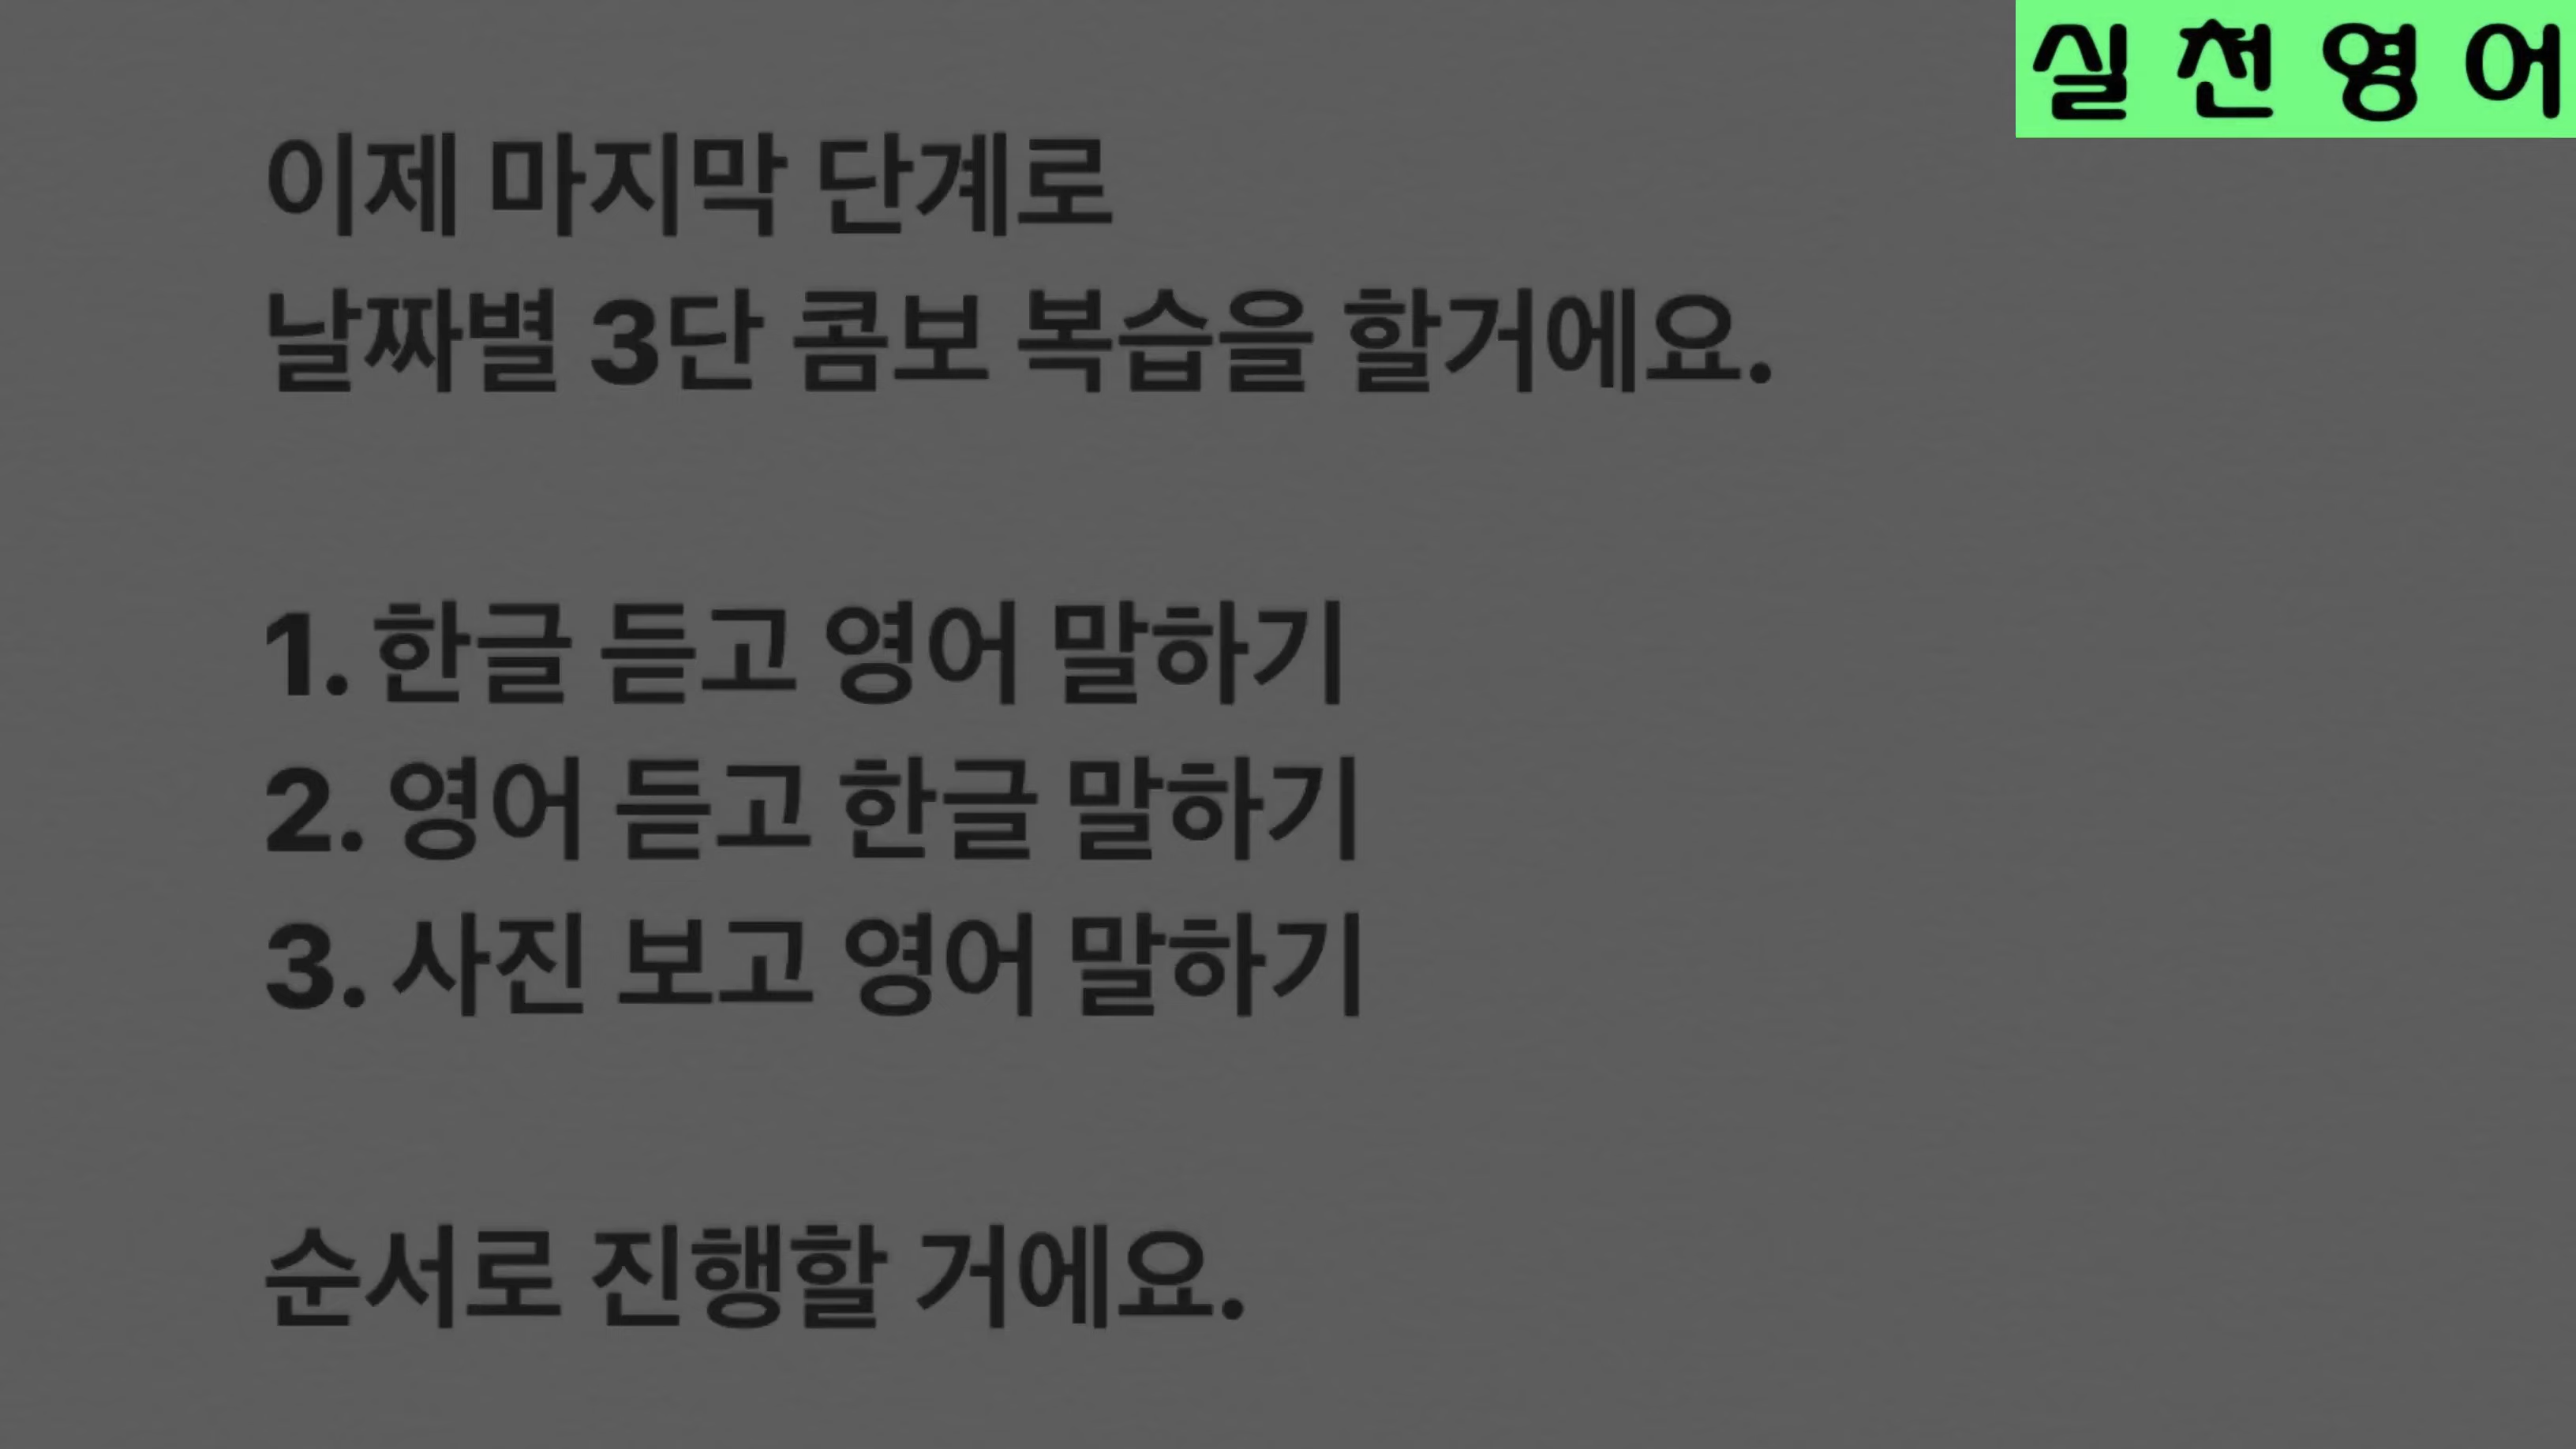 실천영어
이제 마지막 단계로
날짜별 3단 콤보 복습을 할거에요.
1. 한글 듣고 영어 말하기
2. 영어 듣고 한글 말하기
3. 사진 보고 영어 말하기
순서로 진행할 거에요.